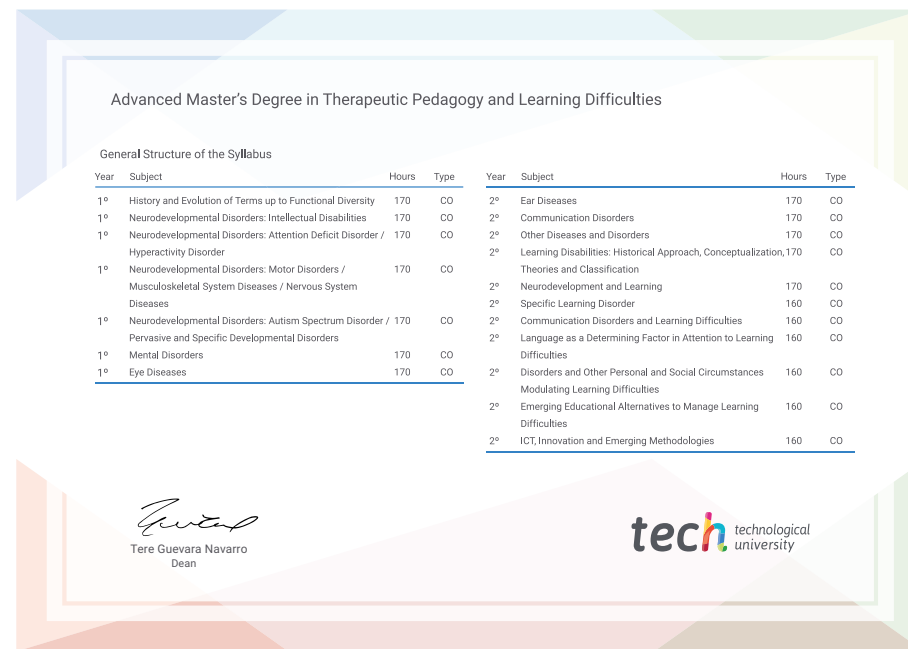 Advanced Master's Degree in Therapeutic Pedagogy and Learning Difficulties
General Structure of the Syllabus
Year Subject Hours Type
1º History and Evolution of Terms up to Functional Diversity 170 CO
1º Neurodevelopmental Disorders: Intellectual Disabilities 170 CO
1º Neurodevelopmental Disorders: Attention Deficit Disorder / 170 CO
Hyperactivity Disorder
1º Neurodevelopmental Disorders: Motor Disorders / 170 CO
Musculoskeletal System Diseases / Nervous System
Diseases
1º Neurodevelopmental Disorders: Autism Spectrum Disorder / 170 CO
Pervasive and Specific Developmental Disorders
1º Mental Disorders 170 CO
1º Eye Diseases 170 CO
Year Subject Hours Type
2º Ear Diseases 170 CO
2º Communication Disorders 170 CO
2º Other Diseases and Disorders 170 CO
2º Learning Disabilities: Historical Approach, Conceptualization, 170 CO
Theories and Classification
2º Neurodevelopment and Learning 170 CO
2º Specific Learning Disorder 160 CO
2º Communication Disorders and Learning Difficulties 160 CO
2º Language as a Determining Factor in Attention to Learning 160 CO
Difficulties
2º Disorders and Other Personal and Social Circumstances 160 CO
Modulating Learning Difficulties
2º Emerging Educational Alternatives to Manage Learning 160 CO
Difficulties
2º ICT, Innovation and Emerging Methodologies 160 CO
Tere Guevara Navarro
Dean
tech technological
university